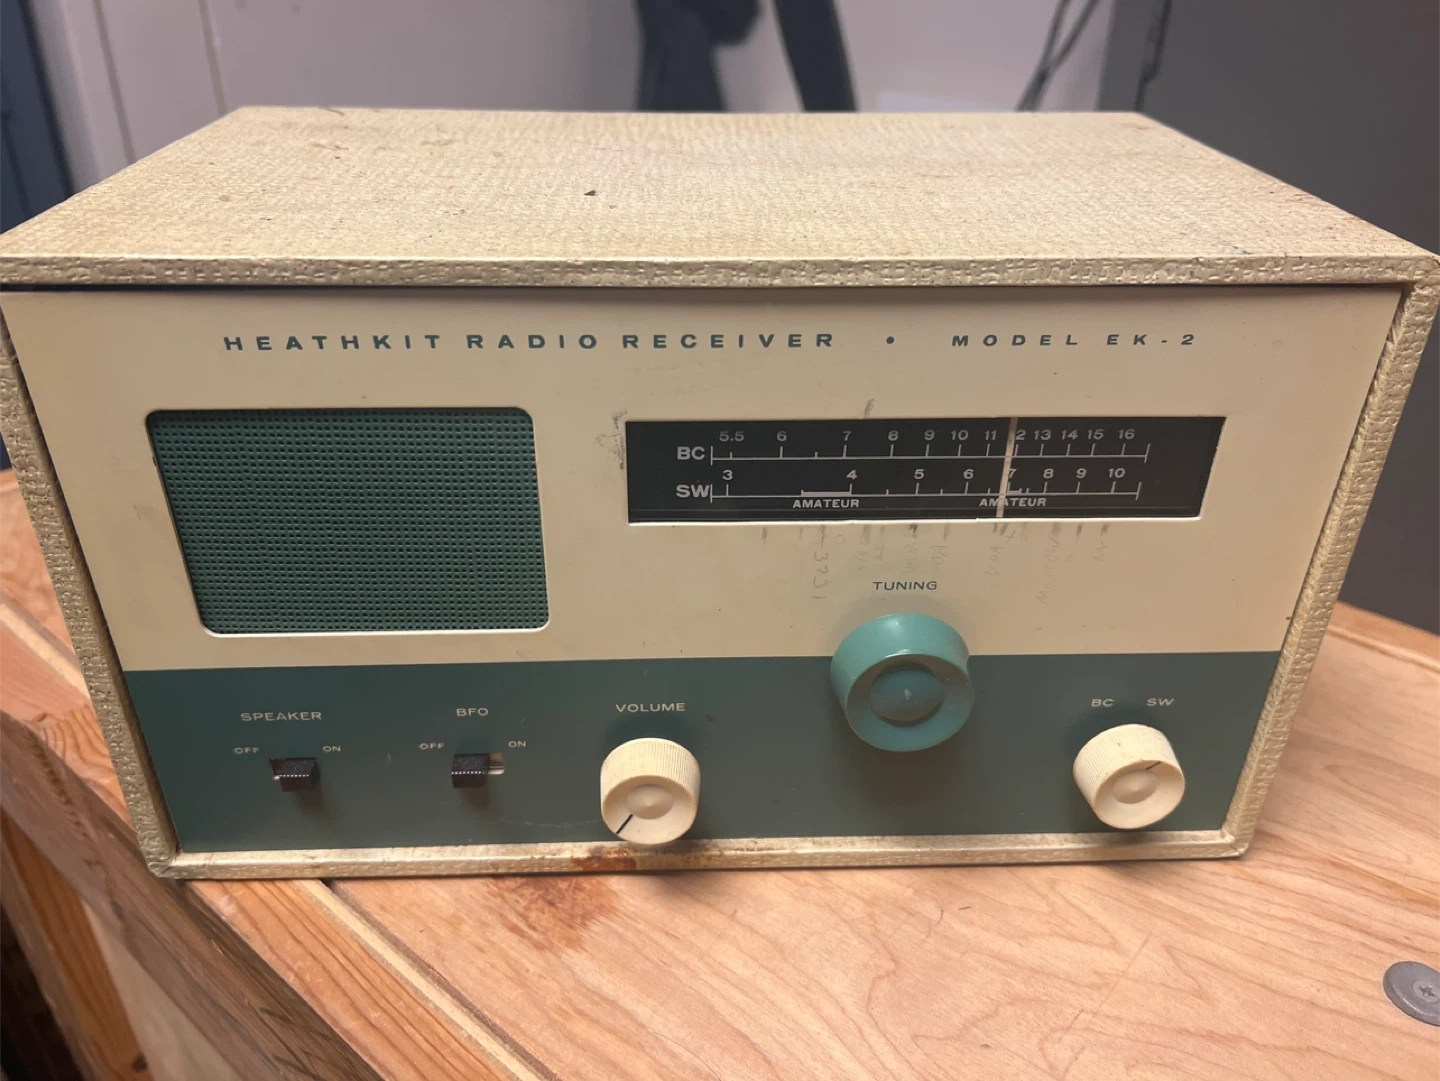 HEATHKIT RADIO RECEIVER • MODEL EK-2
BC 5.5 6 7 8 9 10 11 2 13 14 15 16
SW 3 4 5 6 7 8 9 10
AMATEUR AMATEUR
3731
TUNING
SPEAKER
OFF ON
BFO
OFF ON
VOLUME
BC SW